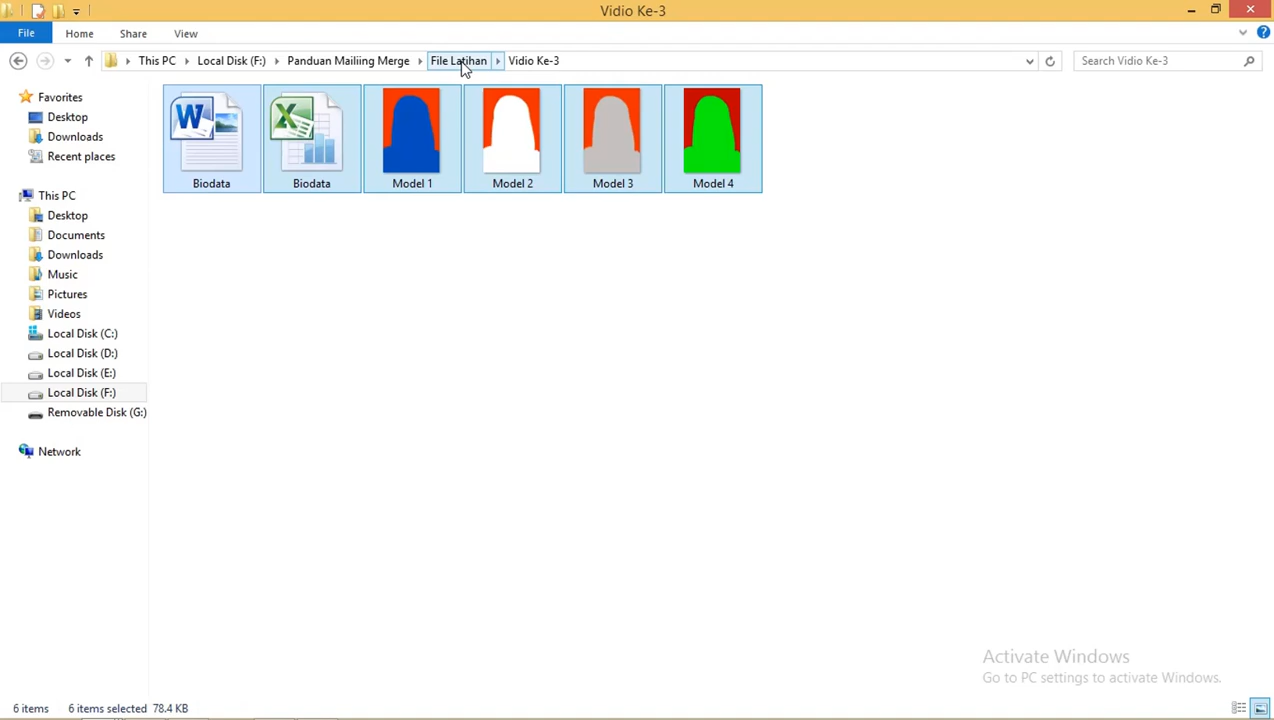 Vidio Ke-3
File Home Share View
This PC Local Disk (F:) Panduan Mailiing Merge File Latihan Vidio Ke-3 Search Vidio Ke-3
Favorites
Desktop
Downloads
Recent places
This PC
Desktop
Documents
Downloads
Music
Pictures
Videos
Local Disk (C:)
Local Disk (D:)
Local Disk (E:)
Local Disk (F:)
Removable Disk (G:)
Network
Biodata Biodata Model 1 Model 2 Model 3 Model 4
Activate Windows
Go to PC settings to activate Windows.
6 items 6 items selected 78.4 KB